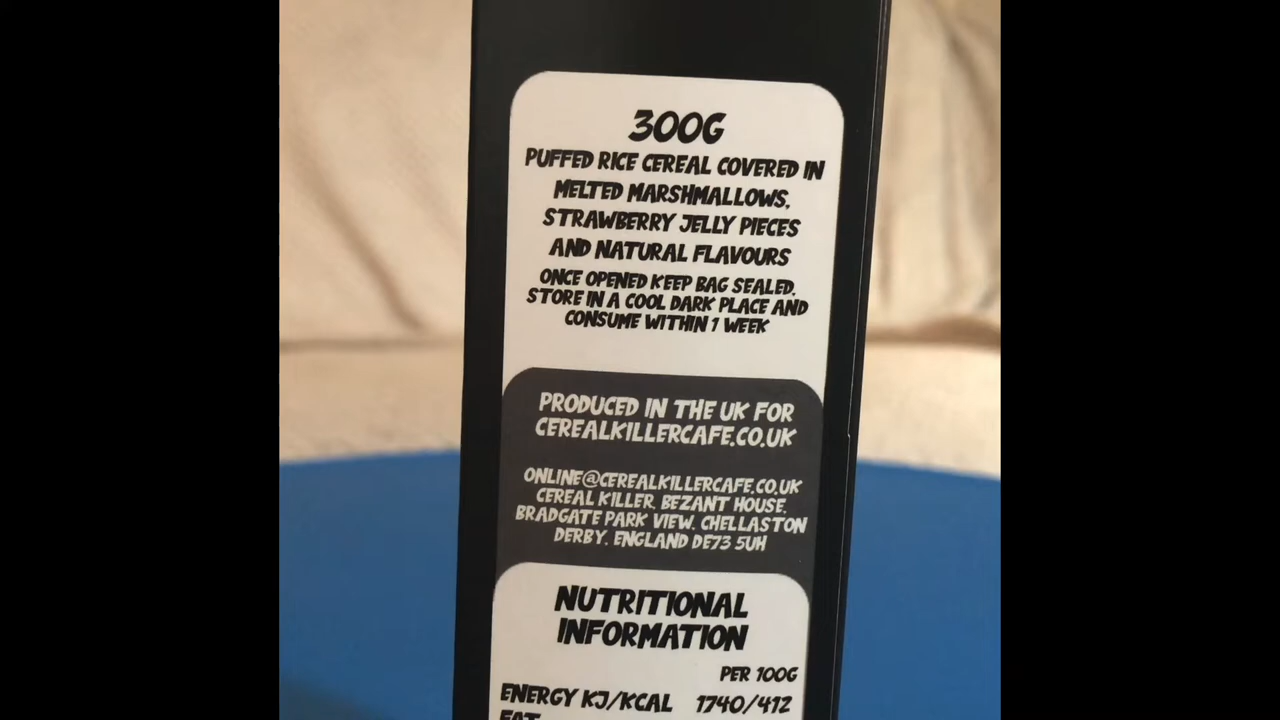 300G
PUFFED RICE CEREAL COVERED IN
MELTED MARSHMALLOWS,
STRAWBERRY JELLY PIECES
AND NATURAL FLAVOURS
ONCE OPENED KEEP BAG SEALED.
STORE IN A COOL DARK PLACE AND
CONSUME WITHIN 1 WEEK
PRODUCED IN THE UK FOR
CEREALKILLERCAFE.CO.UK
ONLINE@CEREALKILLERCAFE.CO.UK
CEREAL KILLER, BEZANT HOUSE,
BRADGATE PARK VIEW, CHELLASTON
DERBY, ENGLAND DE73 5UH
NUTRITIONAL
INFORMATION
PER 100G
ENERGY KJ/KCAL 1740/412
FAT